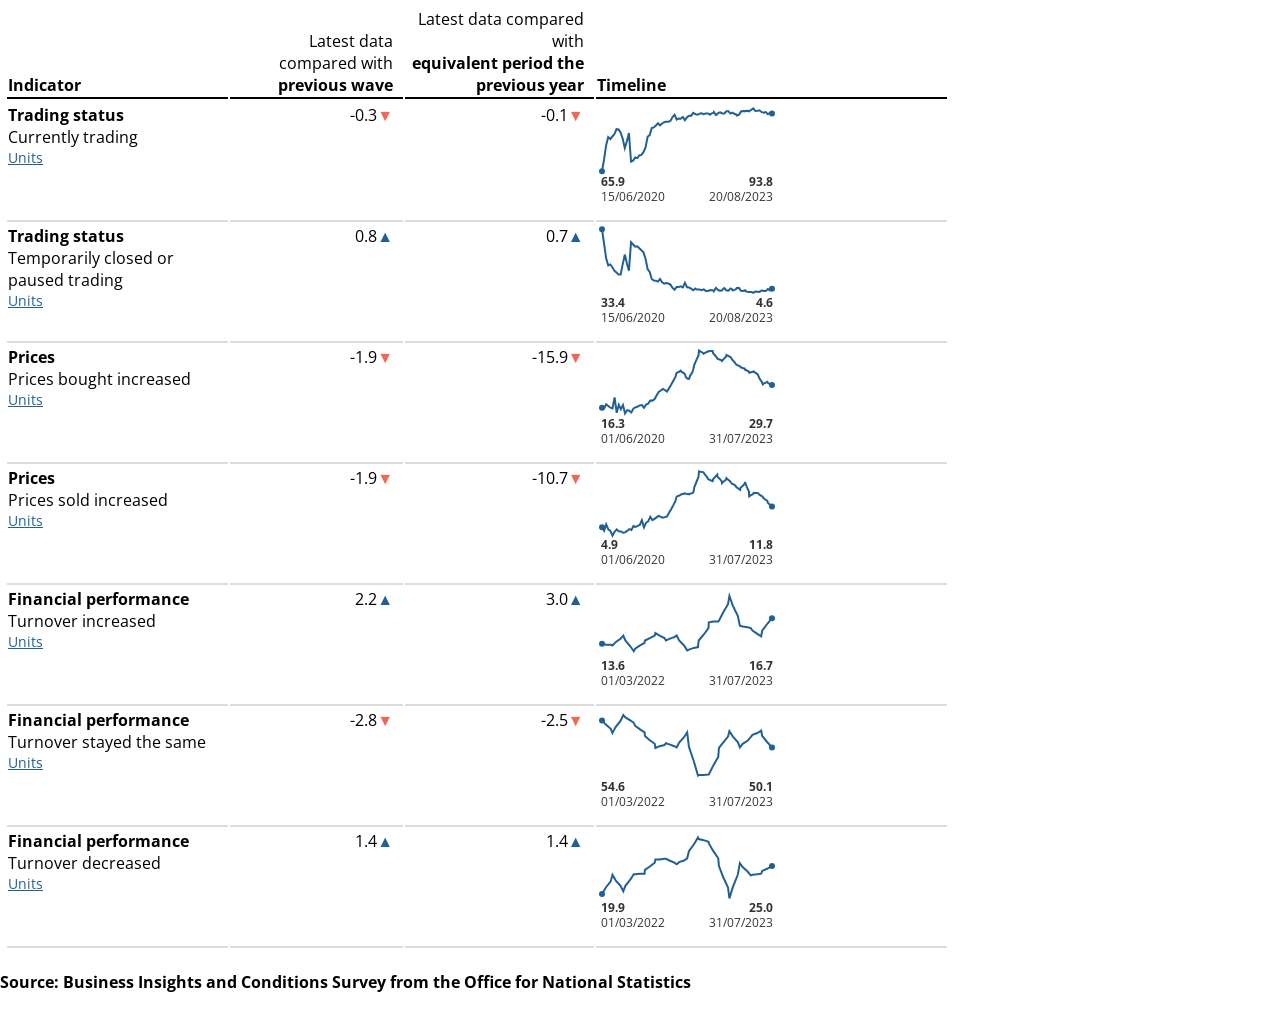 Indicator
Latest data
compared with
previous wave
Latest data compared
with
equivalent period the
previous year
Timeline
Trading status
Currently trading
Units
-0.3▼
-0.1▼
65.9
93.8
15/06/2020
20/08/2023
Trading status
Temporarily closed or
paused trading
Units
0.8▲
0.7▲
33.4
4.6
15/06/2020
20/08/2023
Prices
Prices bought increased
Units
-1.9▼
-15.9▼
16.3
29.7
01/06/2020
31/07/2023
Prices
Prices sold increased
Units
-1.9▼
-10.7▼
4.9
11.8
01/06/2020
31/07/2023
Financial performance
Turnover increased
Units
2.2▲
3.0▲
13.6
16.7
01/03/2022
31/07/2023
Financial performance
Turnover stayed the same
Units
-2.8▼
-2.5▼
54.6
50.1
01/03/2022
31/07/2023
Financial performance
Turnover decreased
Units
1.4▲
1.4▲
19.9
25.0
01/03/2022
31/07/2023
Source: Business Insights and Conditions Survey from the Office for National Statistics